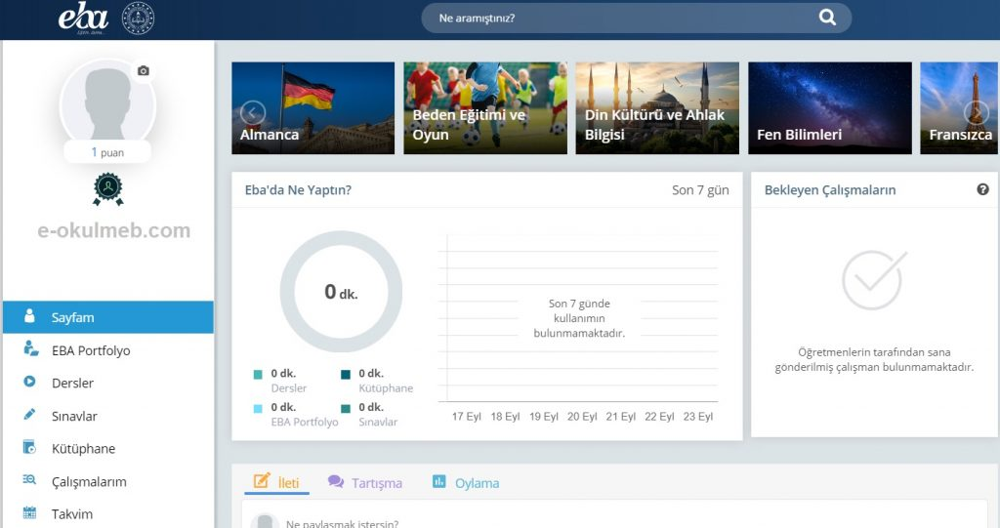 eba
Ne aramıştınız?
1 puan
e-okulmeb.com
Sayfam
EBA Portfolyo
Dersler
Sınavlar
Kütüphane
Çalışmalarım
Takvim
Almanca
Beden Eğitimi ve
Oyun
Din Kültürü ve Ahlak
Bilgisi
Fen Bilimleri
Fransızca
Eba'da Ne Yaptın?
Son 7 gün
0 dk.
0 dk.
Dersler
0 dk.
Kütüphane
0 dk.
EBA Portfolyo
0 dk.
Sınavlar
Son 7 günde
kullanımın
bulunmamaktadır.
17 Eyl 18 Eyl 19 Eyl 20 Eyl 21 Eyl 22 Eyl 23 Eyl
Bekleyen Çalışmaların
?
Öğretmenlerin tarafından sana
gönderilmiş çalışman bulunmamaktadır.
İleti
Tartışma
Oylama
Ne paylaşmak istersin?